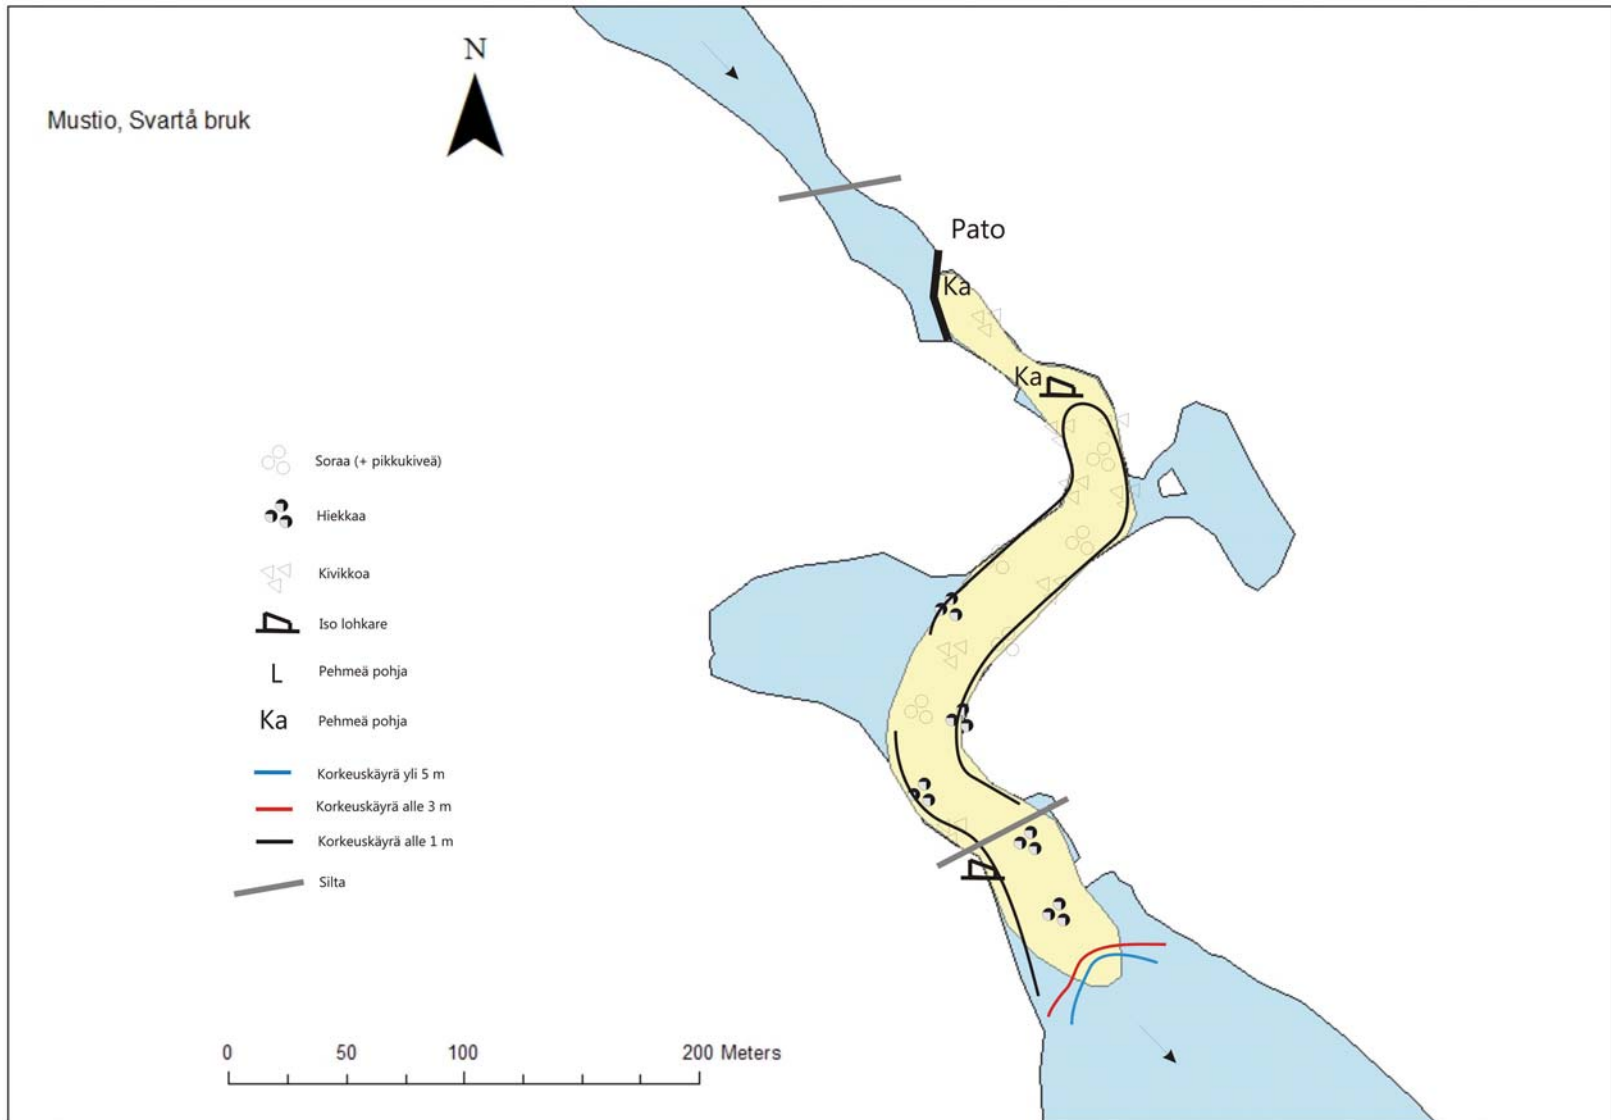 N
Mustio, Svartå bruk
Pato
Ka
Ka
Soraa (+ pikkukiveä)
Hiekkaa
Kivikkoa
Iso lohkare
L Pehmeä pohja
Ka Pehmeä pohja
Korkeuskäyrä yli 5 m
Korkeuskäyrä alle 3 m
Korkeuskäyrä alle 1 m
Silta
0 50 100 200 Meters